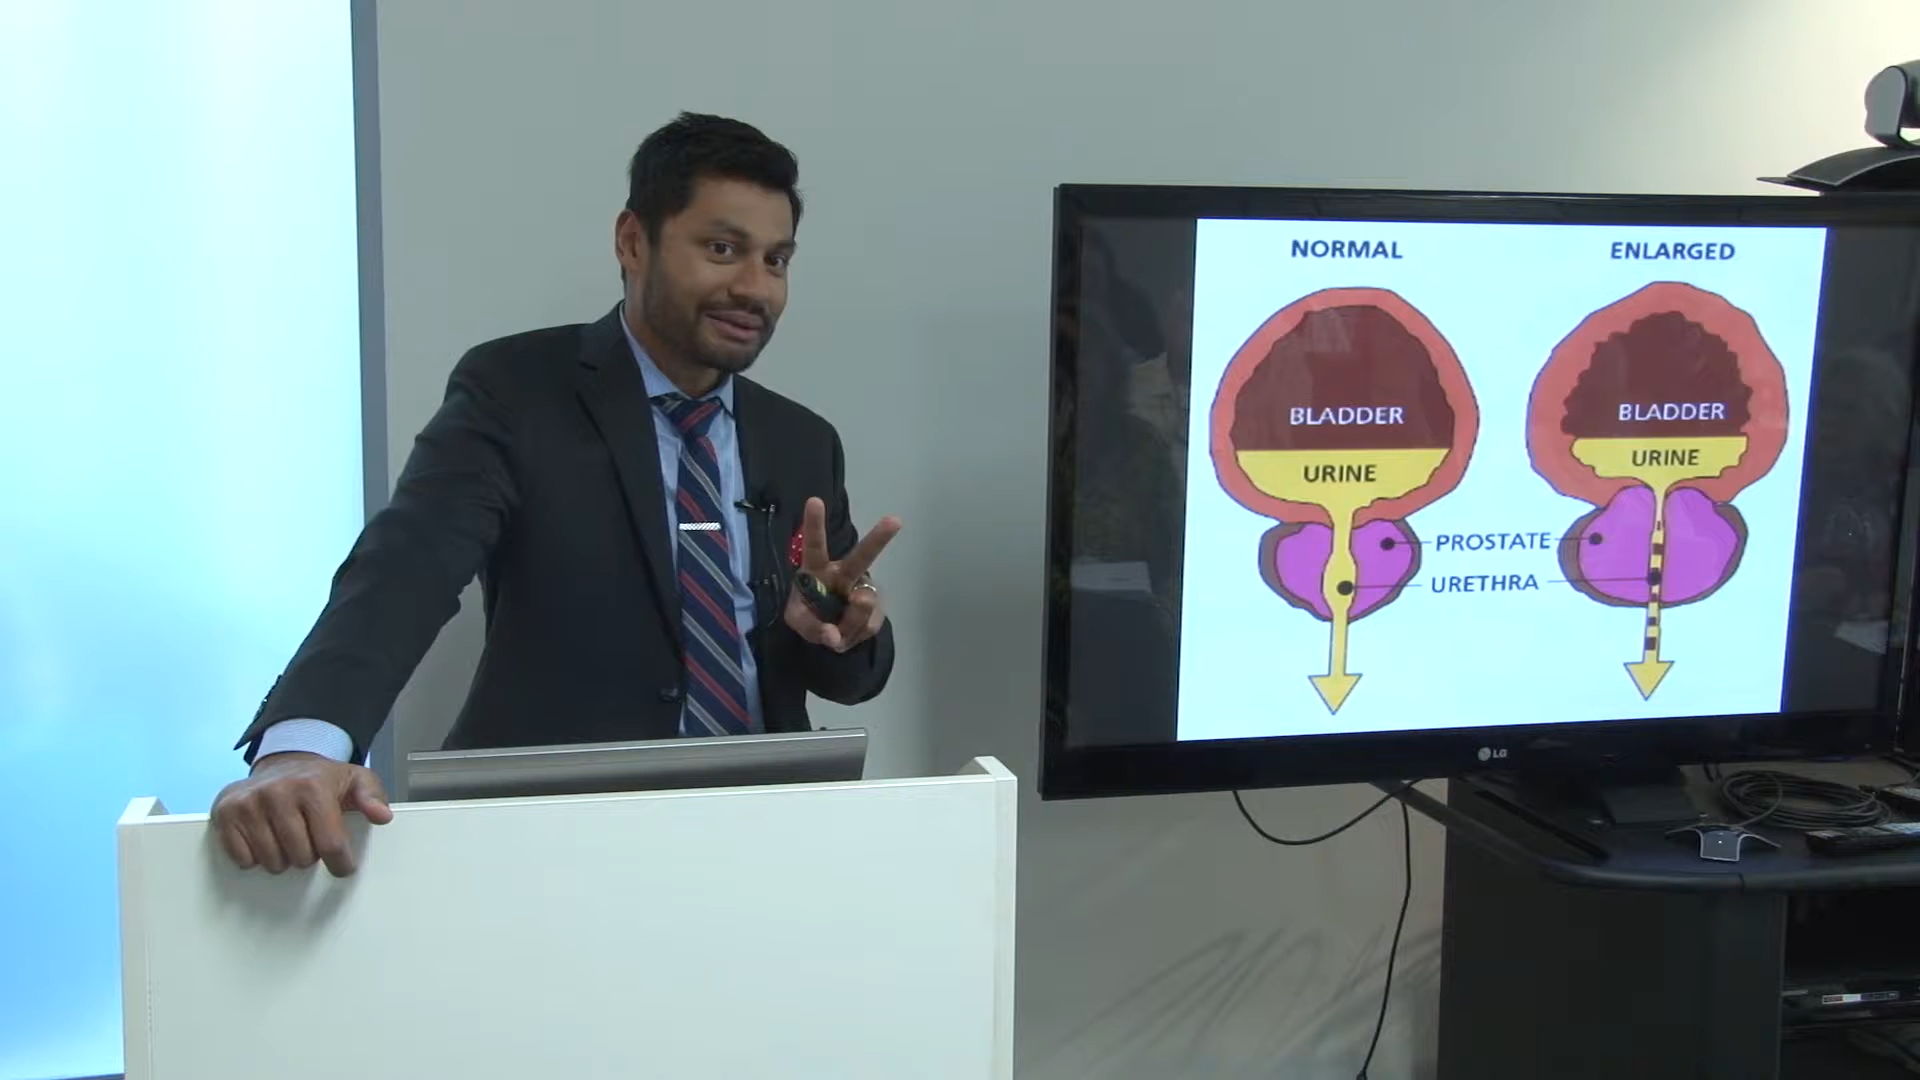 NORMAL
ENLARGED
BLADDER
BLADDER
URINE
URINE
PROSTATE
URETHRA
LG